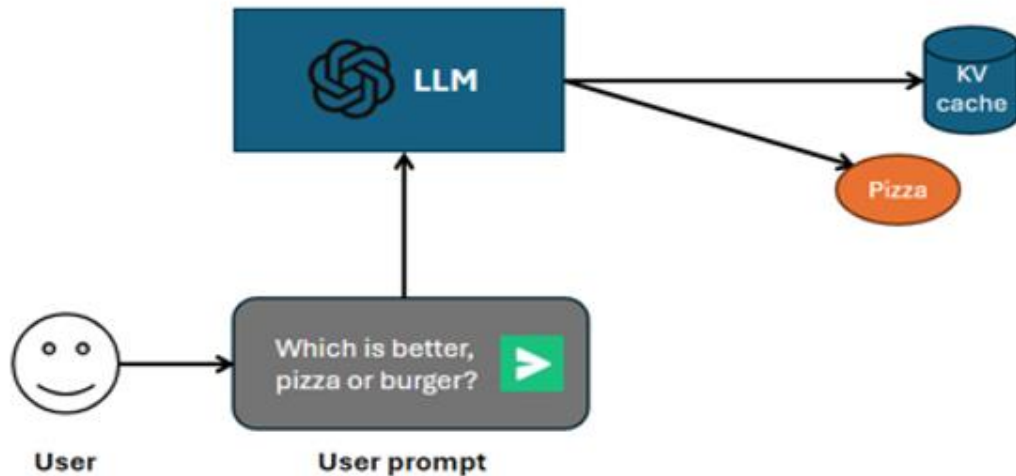 LLM
KV
cache
Pizza
Which is better,
pizza or burger?
User
User prompt